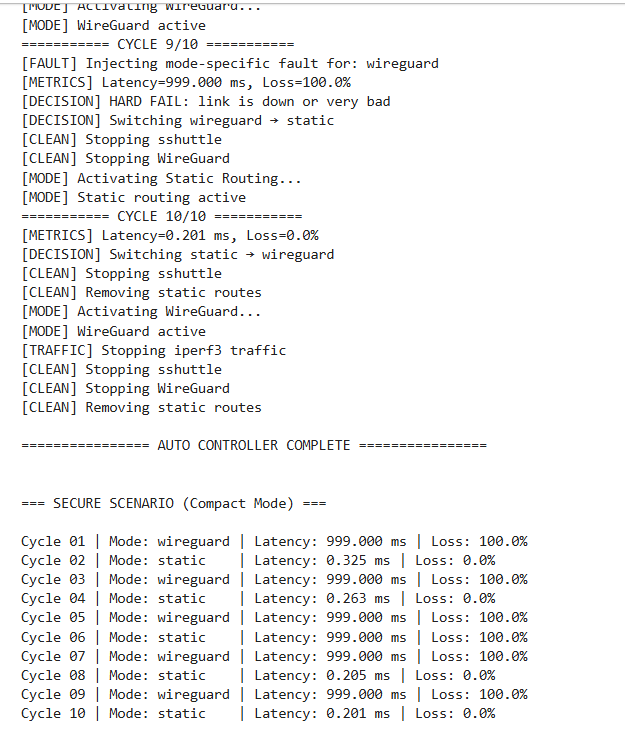 [MODE] Activating WireGuard...
[MODE] WireGuard active
=========== CYCLE 9/10 ===========
[FAULT] Injecting mode-specific fault for: wireguard
[METRICS] Latency=999.000 ms, Loss=100.0%
[DECISION] HARD FAIL: link is down or very bad
[DECISION] Switching wireguard → static
[CLEAN] Stopping sshuttle
[CLEAN] Stopping WireGuard
[MODE] Activating Static Routing...
[MODE] Static routing active
=========== CYCLE 10/10 ===========
[METRICS] Latency=0.201 ms, Loss=0.0%
[DECISION] Switching static → wireguard
[CLEAN] Stopping sshuttle
[CLEAN] Removing static routes
[MODE] Activating WireGuard...
[MODE] WireGuard active
[TRAFFIC] Stopping iperf3 traffic
[CLEAN] Stopping sshuttle
[CLEAN] Stopping WireGuard
[CLEAN] Removing static routes
================ AUTO CONTROLLER COMPLETE ================
=== SECURE SCENARIO (Compact Mode) ===
Cycle 01 | Mode: wireguard | Latency: 999.000 ms | Loss: 100.0%
Cycle 02 | Mode: static    | Latency: 0.325 ms | Loss: 0.0%
Cycle 03 | Mode: wireguard | Latency: 999.000 ms | Loss: 100.0%
Cycle 04 | Mode: static    | Latency: 0.263 ms | Loss: 0.0%
Cycle 05 | Mode: wireguard | Latency: 999.000 ms | Loss: 100.0%
Cycle 06 | Mode: static    | Latency: 999.000 ms | Loss: 100.0%
Cycle 07 | Mode: wireguard | Latency: 999.000 ms | Loss: 100.0%
Cycle 08 | Mode: static    | Latency: 0.205 ms | Loss: 0.0%
Cycle 09 | Mode: wireguard | Latency: 999.000 ms | Loss: 100.0%
Cycle 10 | Mode: static    | Latency: 0.201 ms | Loss: 0.0%